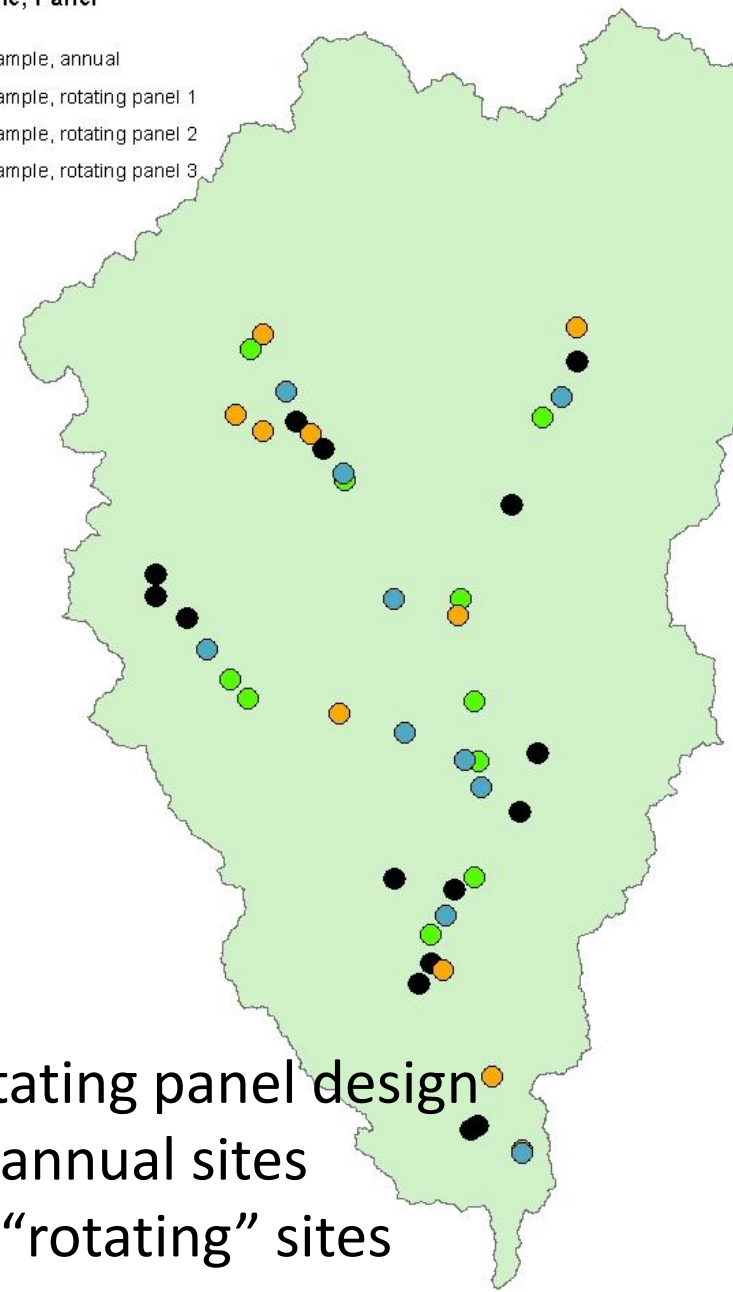 ample, annual
ample, rotating panel 1
ample, rotating panel 2
ample, rotating panel 3
tating panel design
annual sites
“rotating” sites